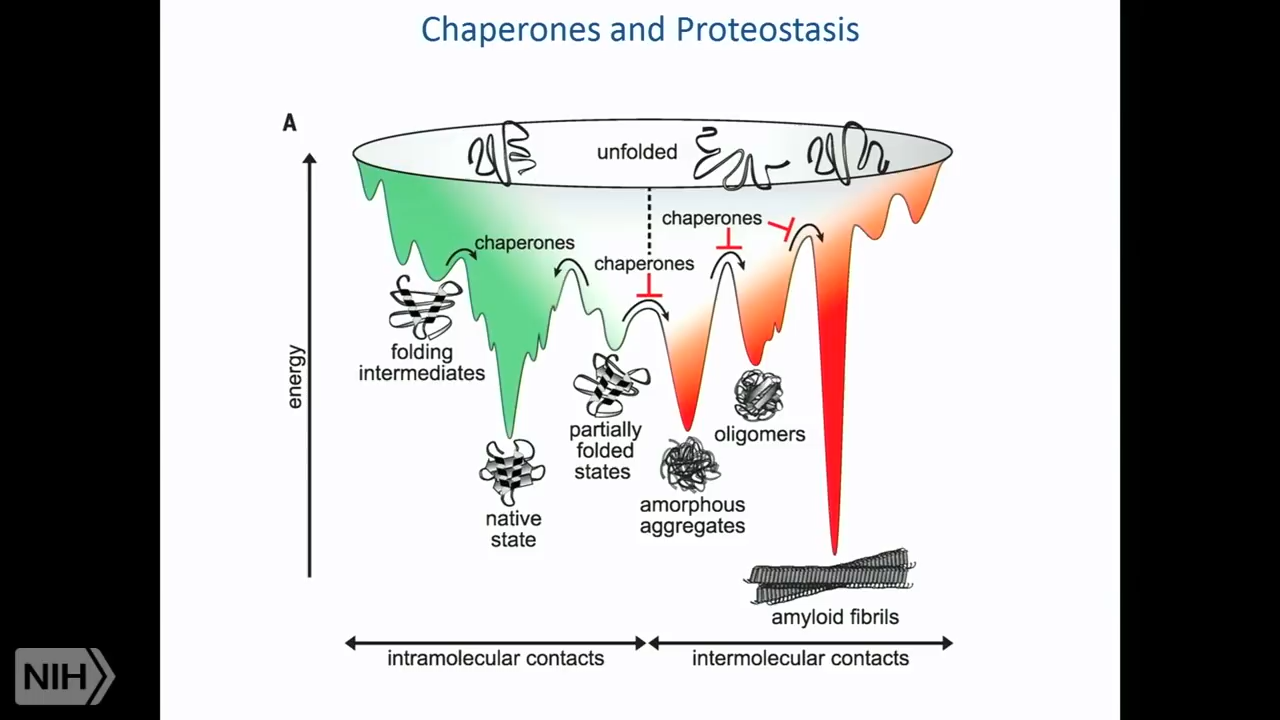 Chaperones and Proteostasis
A
unfolded
chaperones
chaperones
chaperones
energy
folding
intermediates
partially
folded
states
oligomers
native
state
amorphous
aggregates
amyloid fibrils
intramolecular contacts
intermolecular contacts
NIH